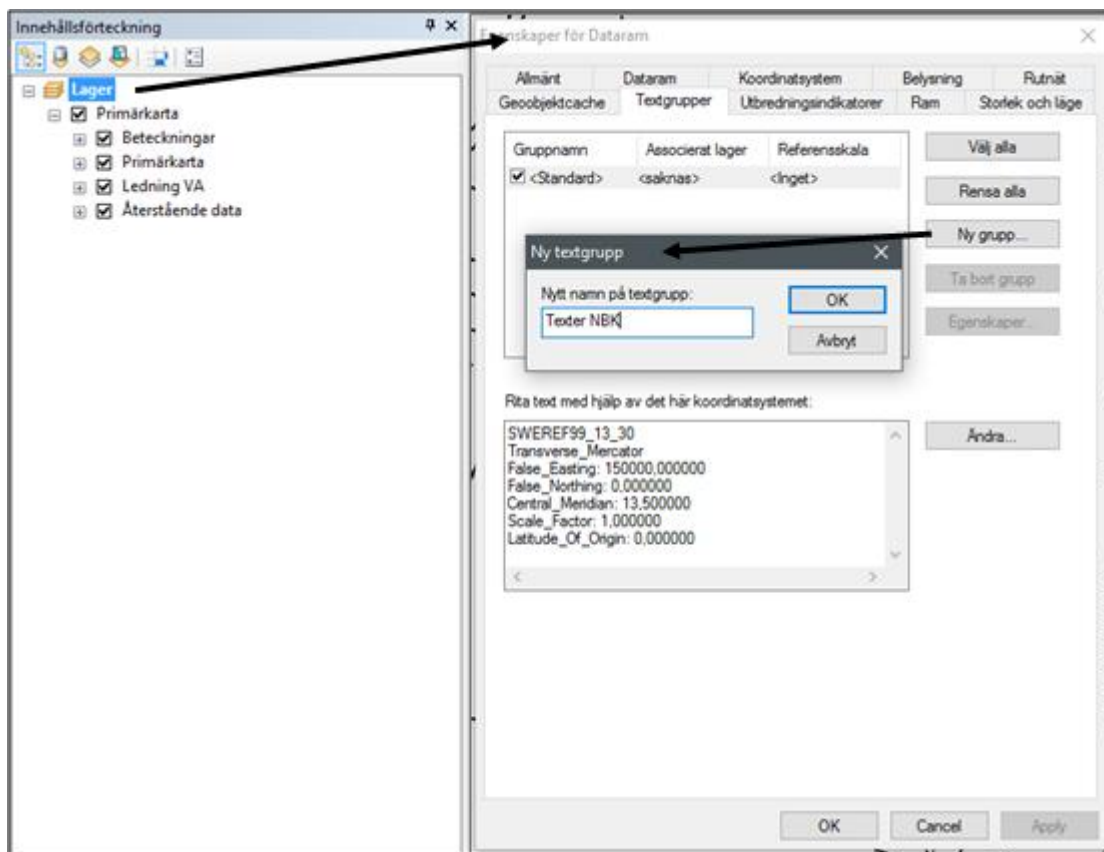 Innehållsförteckning
Lager
Primärkarta
Beteckningar
Primärkarta
Ledning VA
Återstående data
Egenskaper för Dataram
Allmänt Dataram Koordinatsystem Belysning Rutnät
Geoobjektcache Textgrupper Utbredningsindikatorer Ram Storlek och läge
Gruppnamn Associerat lager Referensskala
<Standard> <saknas> <Inget>
Välj alla
Rensa alla
Ny grupp...
Ta bort grupp
Egenskaper...
Ny textgrupp
Nytt namn på textgrupp:
Texter NBK
OK
Avbryt
Rita text med hjälp av det här koordinatsystemet:
SWEREF99_13_30
Transverse_Mercator
False_Easting: 150000,000000
False_Northing: 0,000000
Central_Meridian: 13,500000
Scale_Factor: 1,000000
Latitude_Of_Origin: 0,000000
Ändra...
OK Cancel Apply